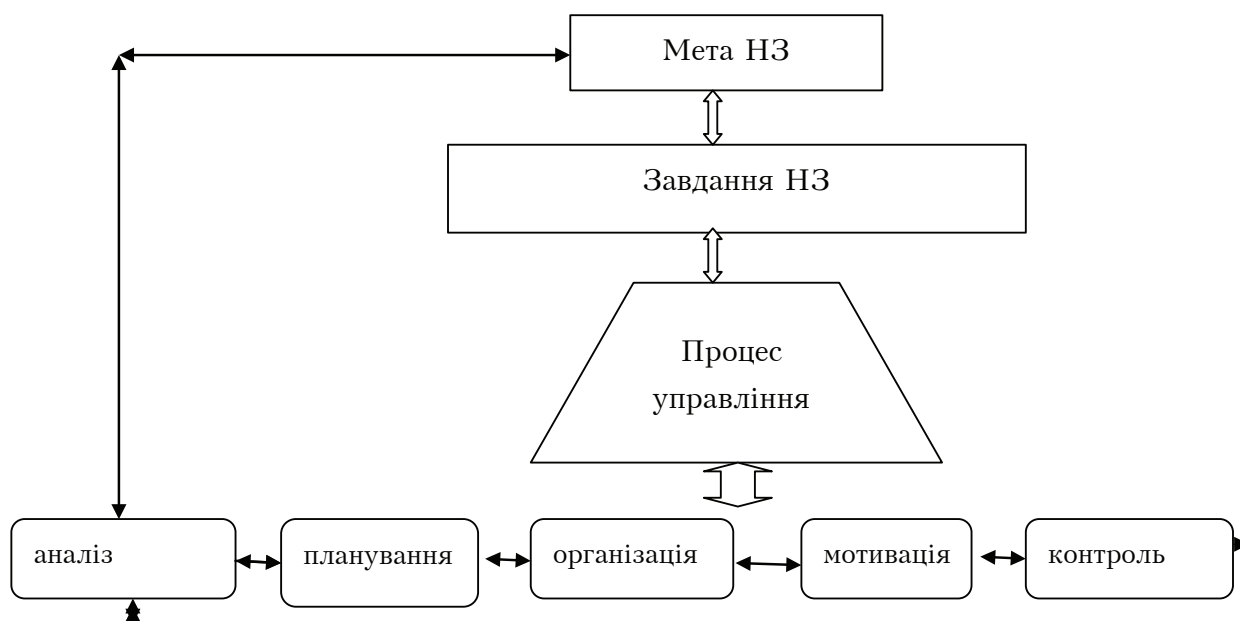 Мета НЗ
Завдання НЗ
Процес
управління
аналіз
планування
організація
мотивація
контроль